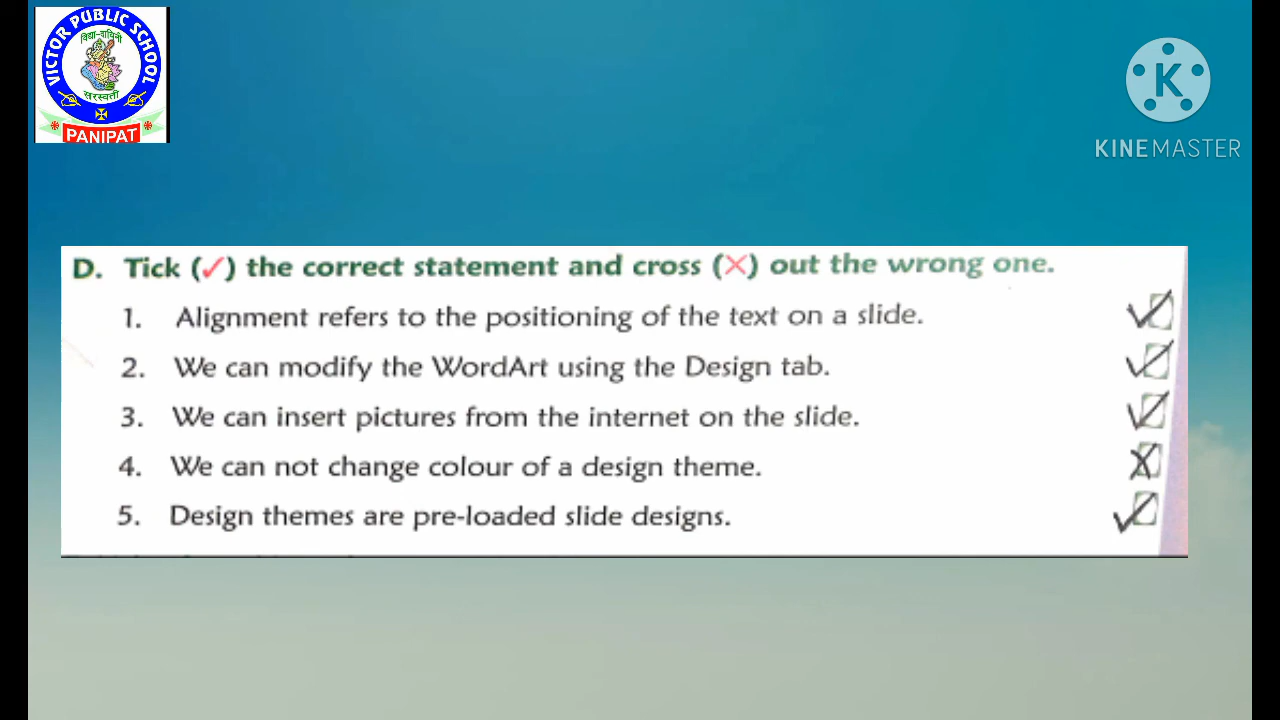 VICTOR PUBLIC SCHOOL
विद्या-वादिनी
सरस्वती
PANIPAT
K
KINEMASTER
D. Tick (✓) the correct statement and cross (✕) out the wrong one.
1. Alignment refers to the positioning of the text on a slide. ✓
2. We can modify the WordArt using the Design tab. ✓
3. We can insert pictures from the internet on the slide. ✓
4. We can not change colour of a design theme. X
5. Design themes are pre-loaded slide designs. ✓